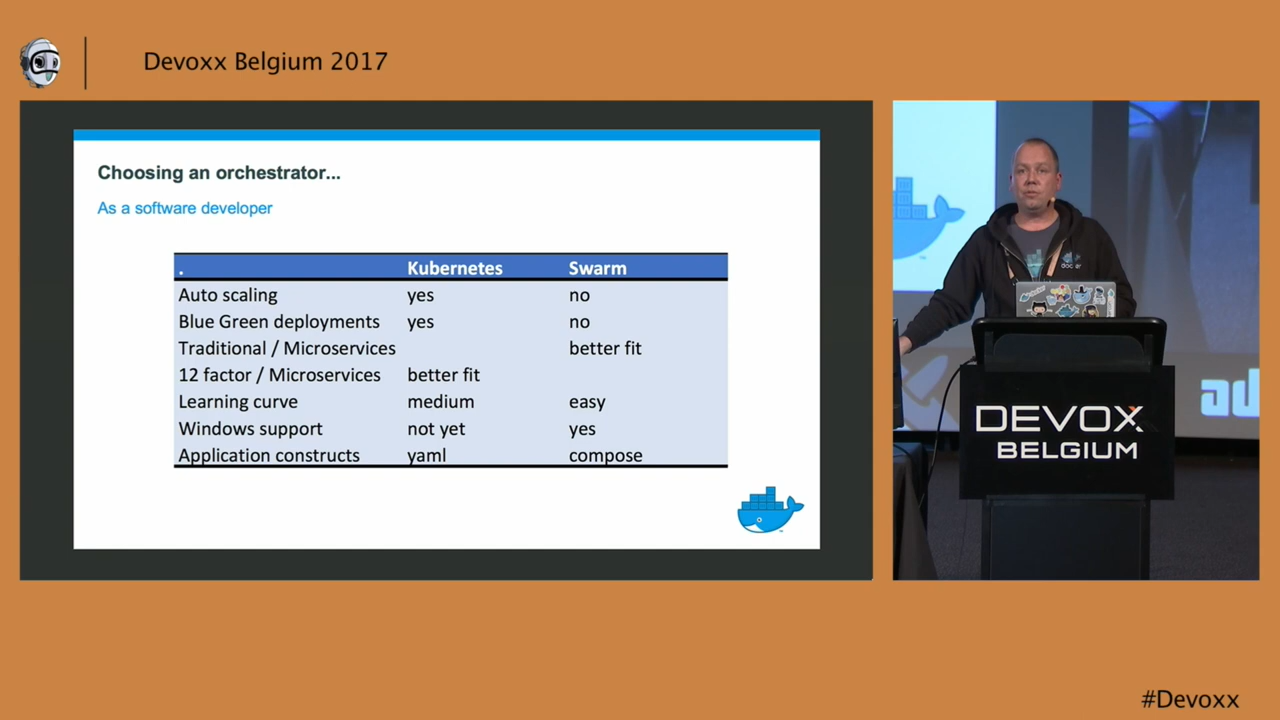 Devoxx Belgium 2017
Choosing an orchestrator...
As a software developer
. Kubernetes Swarm
Auto scaling yes no
Blue Green deployments yes no
Traditional / Microservices better fit
12 factor / Microservices better fit
Learning curve medium easy
Windows support not yet yes
Application constructs yaml compose
ad
DEVOXX
BELGIUM
#Devoxx